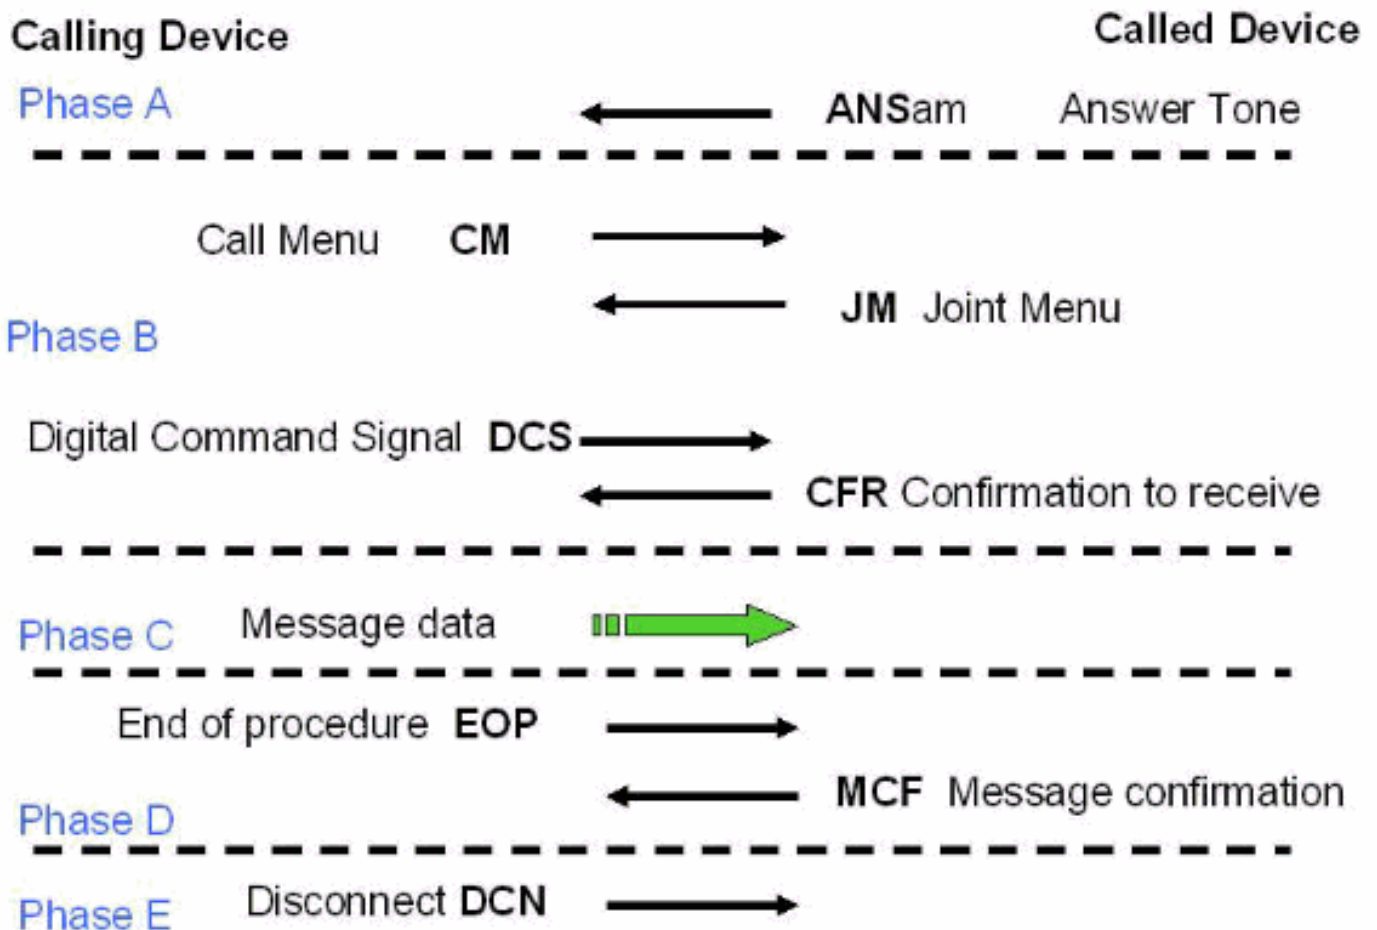 Calling Device Called Device
Phase A ANSam Answer Tone
Call Menu CM
JM Joint Menu
Phase B
Digital Command Signal DCS
CFR Confirmation to receive
Phase C Message data
End of procedure EOP
MCF Message confirmation
Phase D
Phase E Disconnect DCN